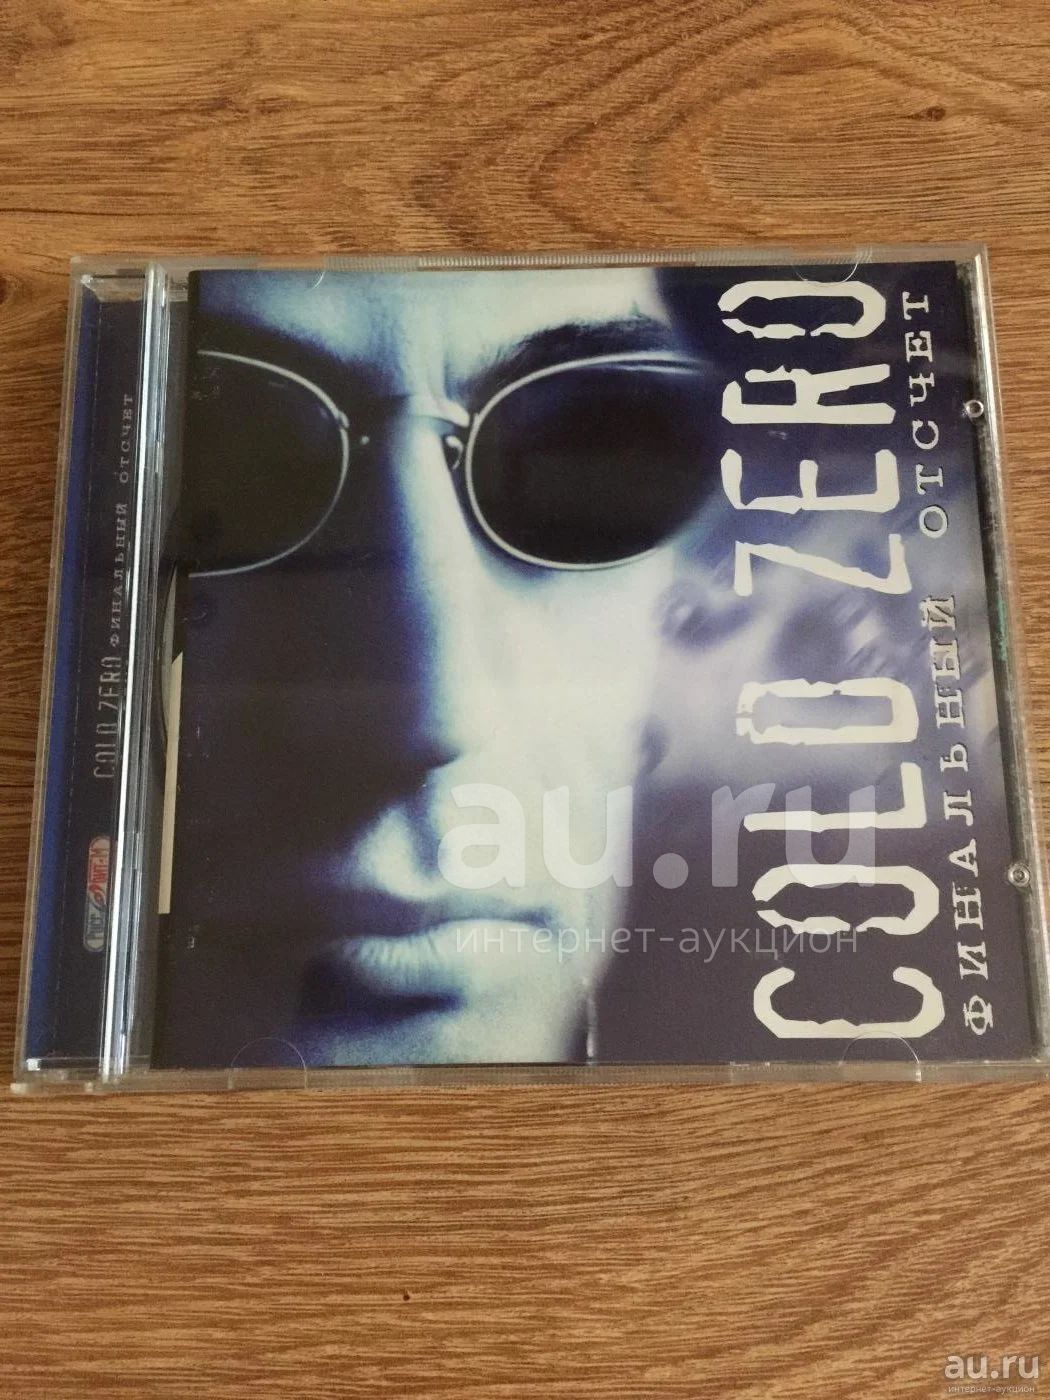 COLD ZERO
ФИНАЛЬНЫЙ ОТСЧЕТ
COLD ZERO ФИНАЛЬНЫЙ ОТСЧЕТ
au.ru
интернет-аукцион
au.ru
интернет-аукцион